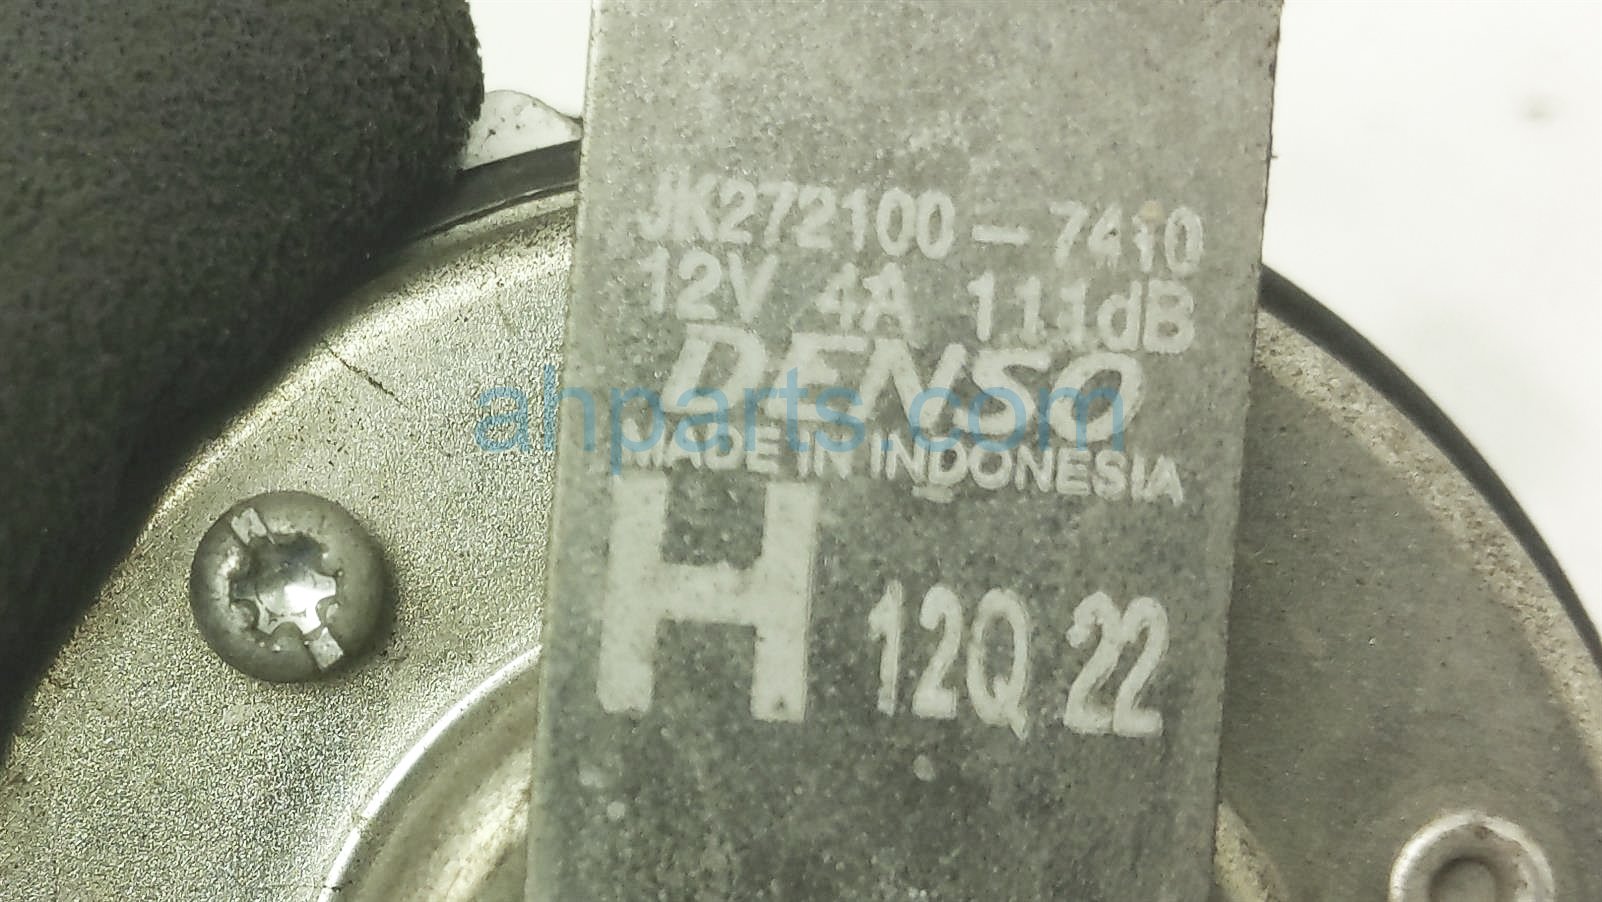 JK272100-7410
12V 4A 111dB
DENSO
ahparts.com
MADE IN INDONESIA
H 12Q 22